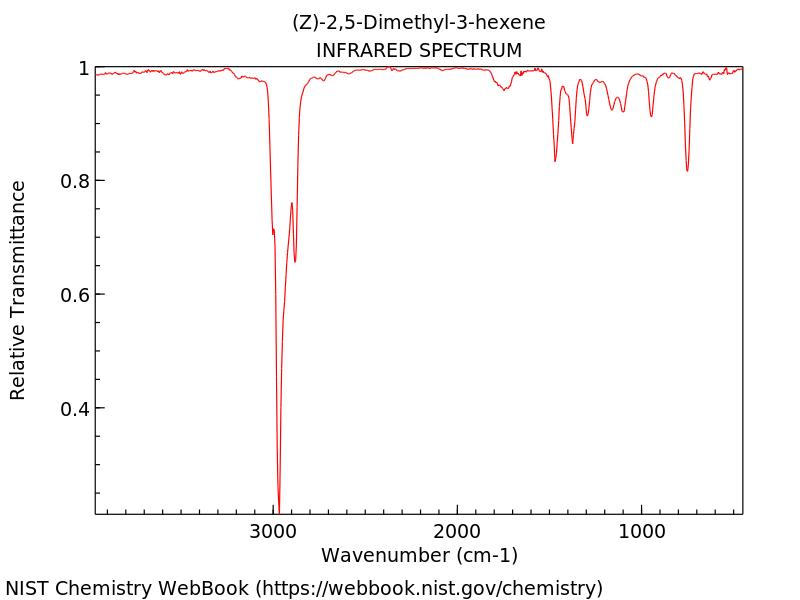 (Z)-2,5-Dimethyl-3-hexene
INFRARED SPECTRUM
1
0.8
0.6
0.4
Relative Transmittance
3000 2000 1000
Wavenumber (cm-1)
NIST Chemistry WebBook (https://webbook.nist.gov/chemistry)